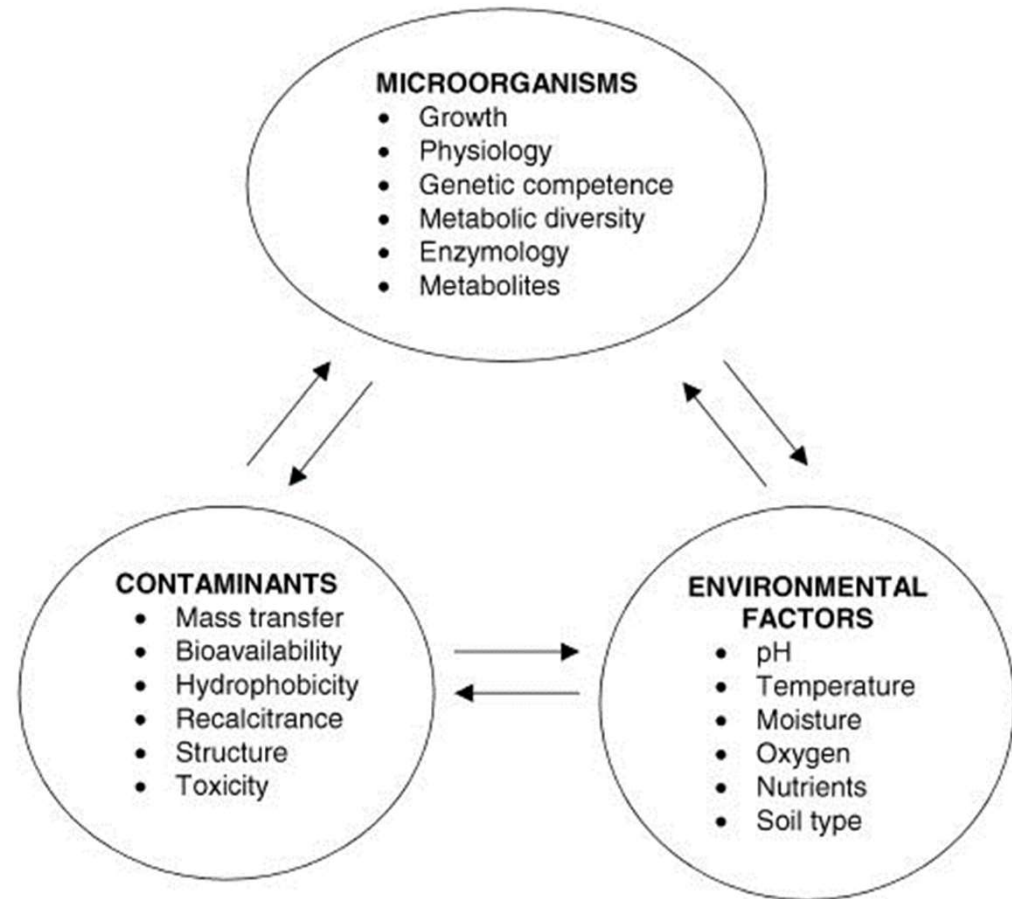 MICROORGANISMS
• Growth
• Physiology
• Genetic competence
• Metabolic diversity
• Enzymology
• Metabolites
CONTAMINANTS
• Mass transfer
• Bioavailability
• Hydrophobicity
• Recalcitrance
• Structure
• Toxicity
ENVIRONMENTAL
FACTORS
• pH
• Temperature
• Moisture
• Oxygen
• Nutrients
• Soil type